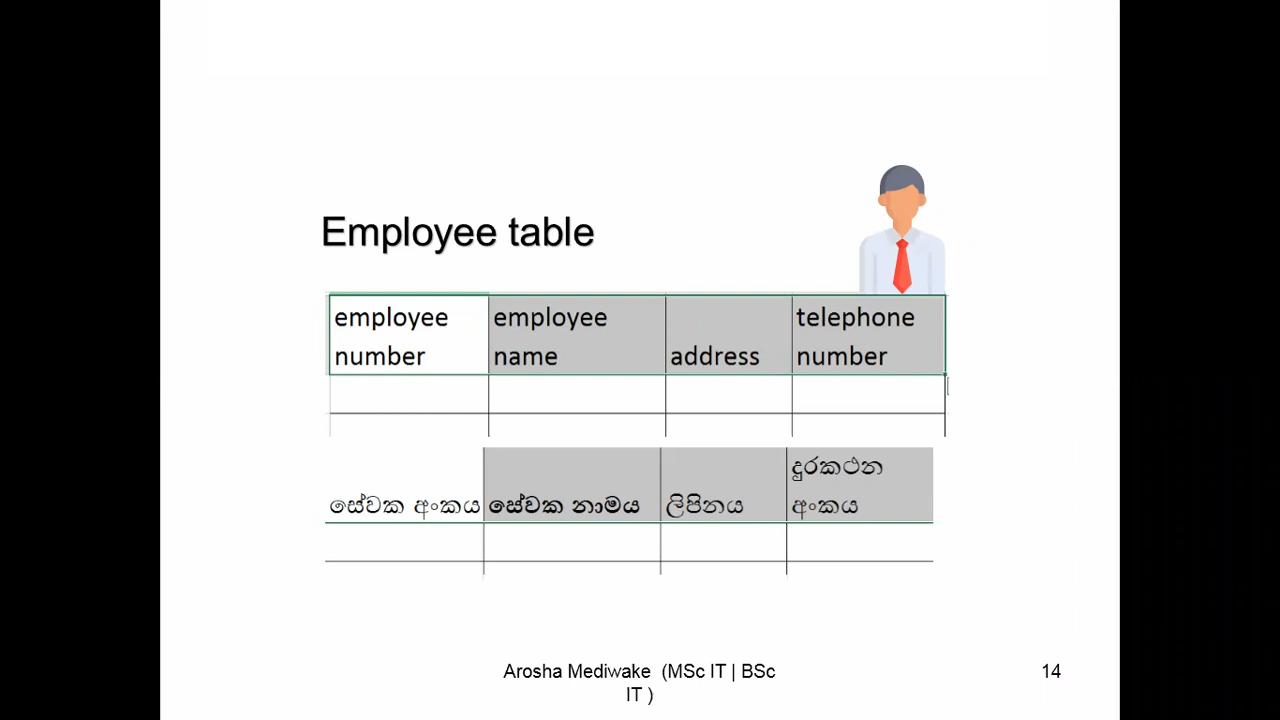 Employee table
employee employee telephone
number name address number
දුරකථන
සේවක අංකය සේවක නාමය ලිපිනය අංකය
Arosha Mediwake (MSc IT | BSc
IT )
14